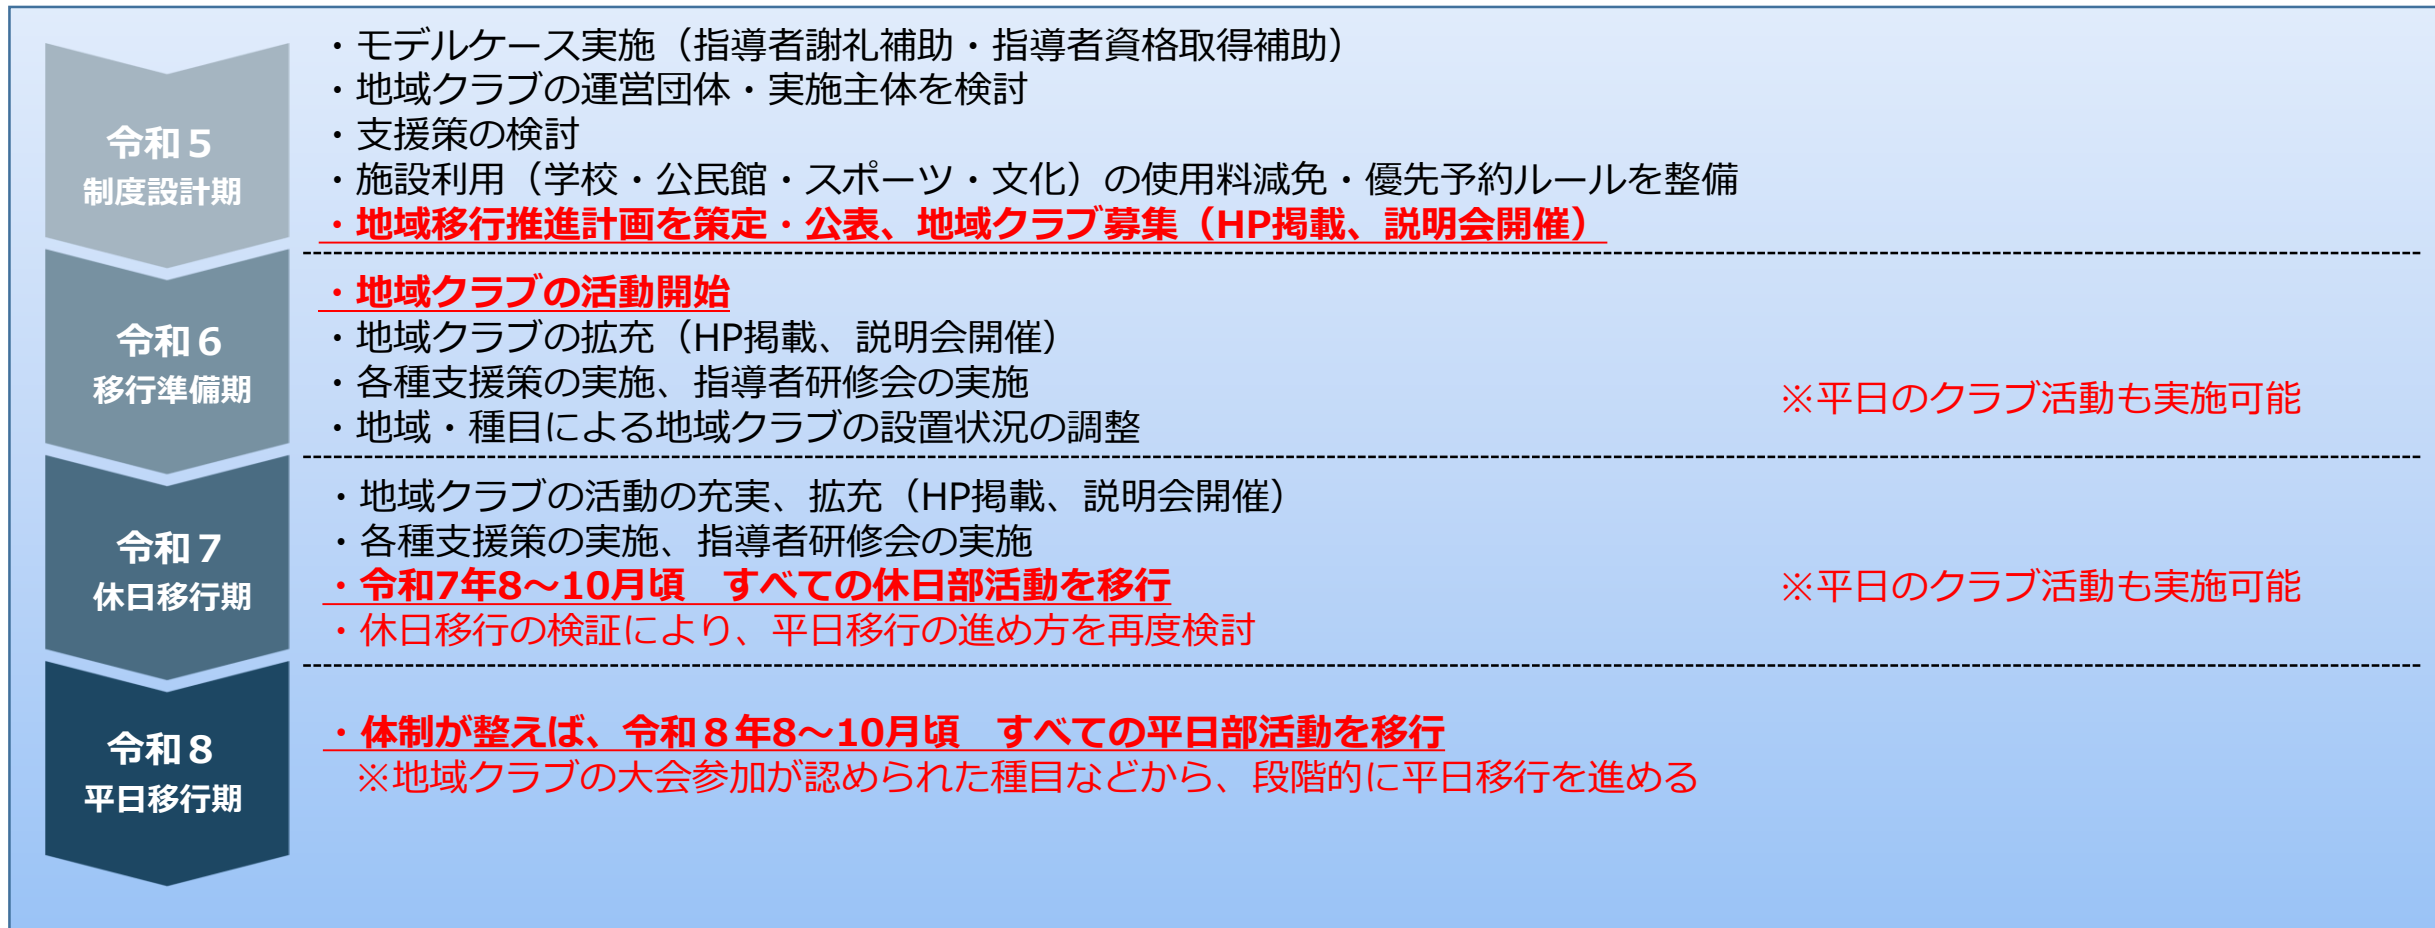 令和５
制度設計期
・モデルケース実施（指導者謝礼補助・指導者資格取得補助）
・地域クラブの運営団体・実施主体を検討
・支援策の検討
・施設利用（学校・公民館・スポーツ・文化）の使用料減免・優先予約ルールを整備
・地域移行推進計画を策定・公表、地域クラブ募集（HP掲載、説明会開催）
令和６
移行準備期
・地域クラブの活動開始
・地域クラブの拡充（HP掲載、説明会開催）
・各種支援策の実施、指導者研修会の実施
・地域・種目による地域クラブの設置状況の調整
※平日のクラブ活動も実施可能
令和７
休日移行期
・地域クラブの活動の充実、拡充（HP掲載、説明会開催）
・各種支援策の実施、指導者研修会の実施
・令和7年8～10月頃　すべての休日部活動を移行
・休日移行の検証により、平日移行の進め方を再度検討
※平日のクラブ活動も実施可能
令和８
平日移行期
・体制が整えば、令和８年8～10月頃　すべての平日部活動を移行
※地域クラブの大会参加が認められた種目などから、段階的に平日移行を進める